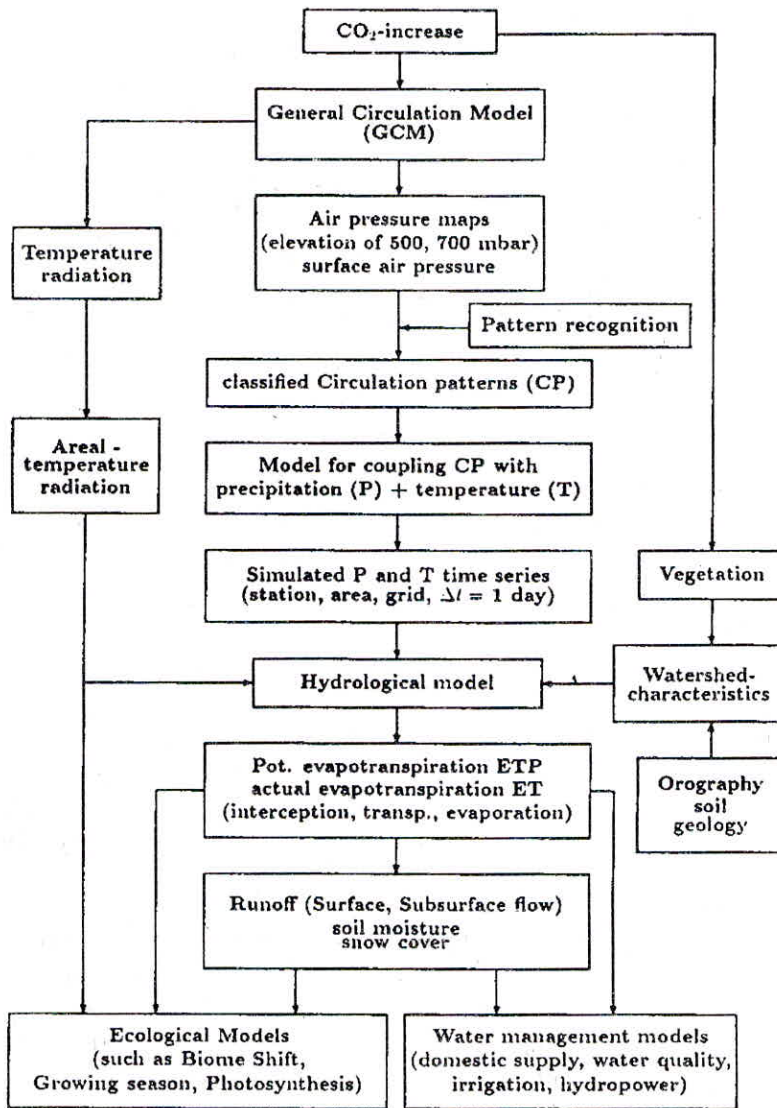 CO₂-increase
General Circulation Model
(GCM)
Air pressure maps
(elevation of 500, 700 mbar)
surface air pressure
Temperature
radiation
Pattern recognition
classified Circulation patterns (CP)
Areal -
temperature
radiation
Model for coupling CP with
precipitation (P) + temperature (T)
Simulated P and T time series
(station, area, grid, Δt = 1 day)
Vegetation
Hydrological model
Watershed-
characteristics
Pot. evapotranspiration ETP
actual evapotranspiration ET
(interception, transp., evaporation)
Orography
soil
geology
Runoff (Surface, Subsurface flow)
soil moisture
snow cover
Ecological Models
(such as Biome Shift,
Growing season, Photosynthesis)
Water management models
(domestic supply, water quality,
irrigation, hydropower)